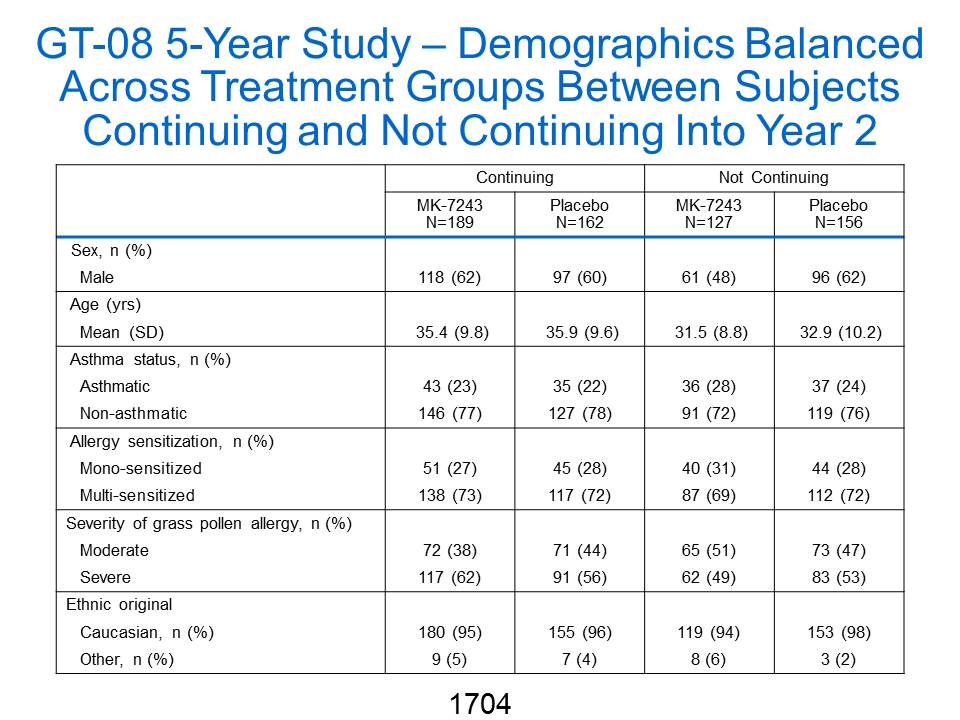 GT-08 5-Year Study – Demographics Balanced
Across Treatment Groups Between Subjects
Continuing and Not Continuing Into Year 2
Continuing Not Continuing
MK-7243 Placebo MK-7243 Placebo
N=189 N=162 N=127 N=156
Sex, n (%)
Male 118 (62) 97 (60) 61 (48) 96 (62)
Age (yrs)
Mean (SD) 35.4 (9.8) 35.9 (9.6) 31.5 (8.8) 32.9 (10.2)
Asthma status, n (%)
Asthmatic 43 (23) 35 (22) 36 (28) 37 (24)
Non-asthmatic 146 (77) 127 (78) 91 (72) 119 (76)
Allergy sensitization, n (%)
Mono-sensitized 51 (27) 45 (28) 40 (31) 44 (28)
Multi-sensitized 138 (73) 117 (72) 87 (69) 112 (72)
Severity of grass pollen allergy, n (%)
Moderate 72 (38) 71 (44) 65 (51) 73 (47)
Severe 117 (62) 91 (56) 62 (49) 83 (53)
Ethnic original
Caucasian, n (%) 180 (95) 155 (96) 119 (94) 153 (98)
Other, n (%) 9 (5) 7 (4) 8 (6) 3 (2)
1704